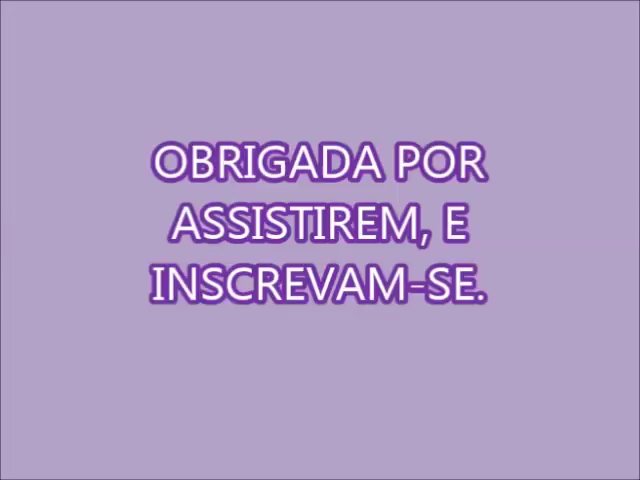 OBRIGADA POR
ASSISTIREM, E
INSCREVAM-SE.